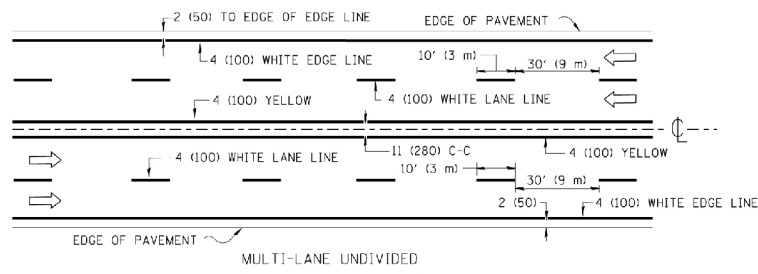 2 (50) TO EDGE OF EDGE LINE
EDGE OF PAVEMENT
4 (100) WHITE EDGE LINE
10' (3 m)
30' (9 m)
4 (100) YELLOW
4 (100) WHITE LANE LINE
CL
11 (280) C-C
4 (100) YELLOW
4 (100) WHITE LANE LINE
10' (3 m)
30' (9 m)
2 (50)
4 (100) WHITE EDGE LINE
EDGE OF PAVEMENT
MULTI-LANE UNDIVIDED